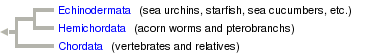 Echinodermata (sea urchins, starfish, sea cucumbers, etc.)
Hemichordata (acorn worms and pterobranchs)
Chordata (vertebrates and relatives)